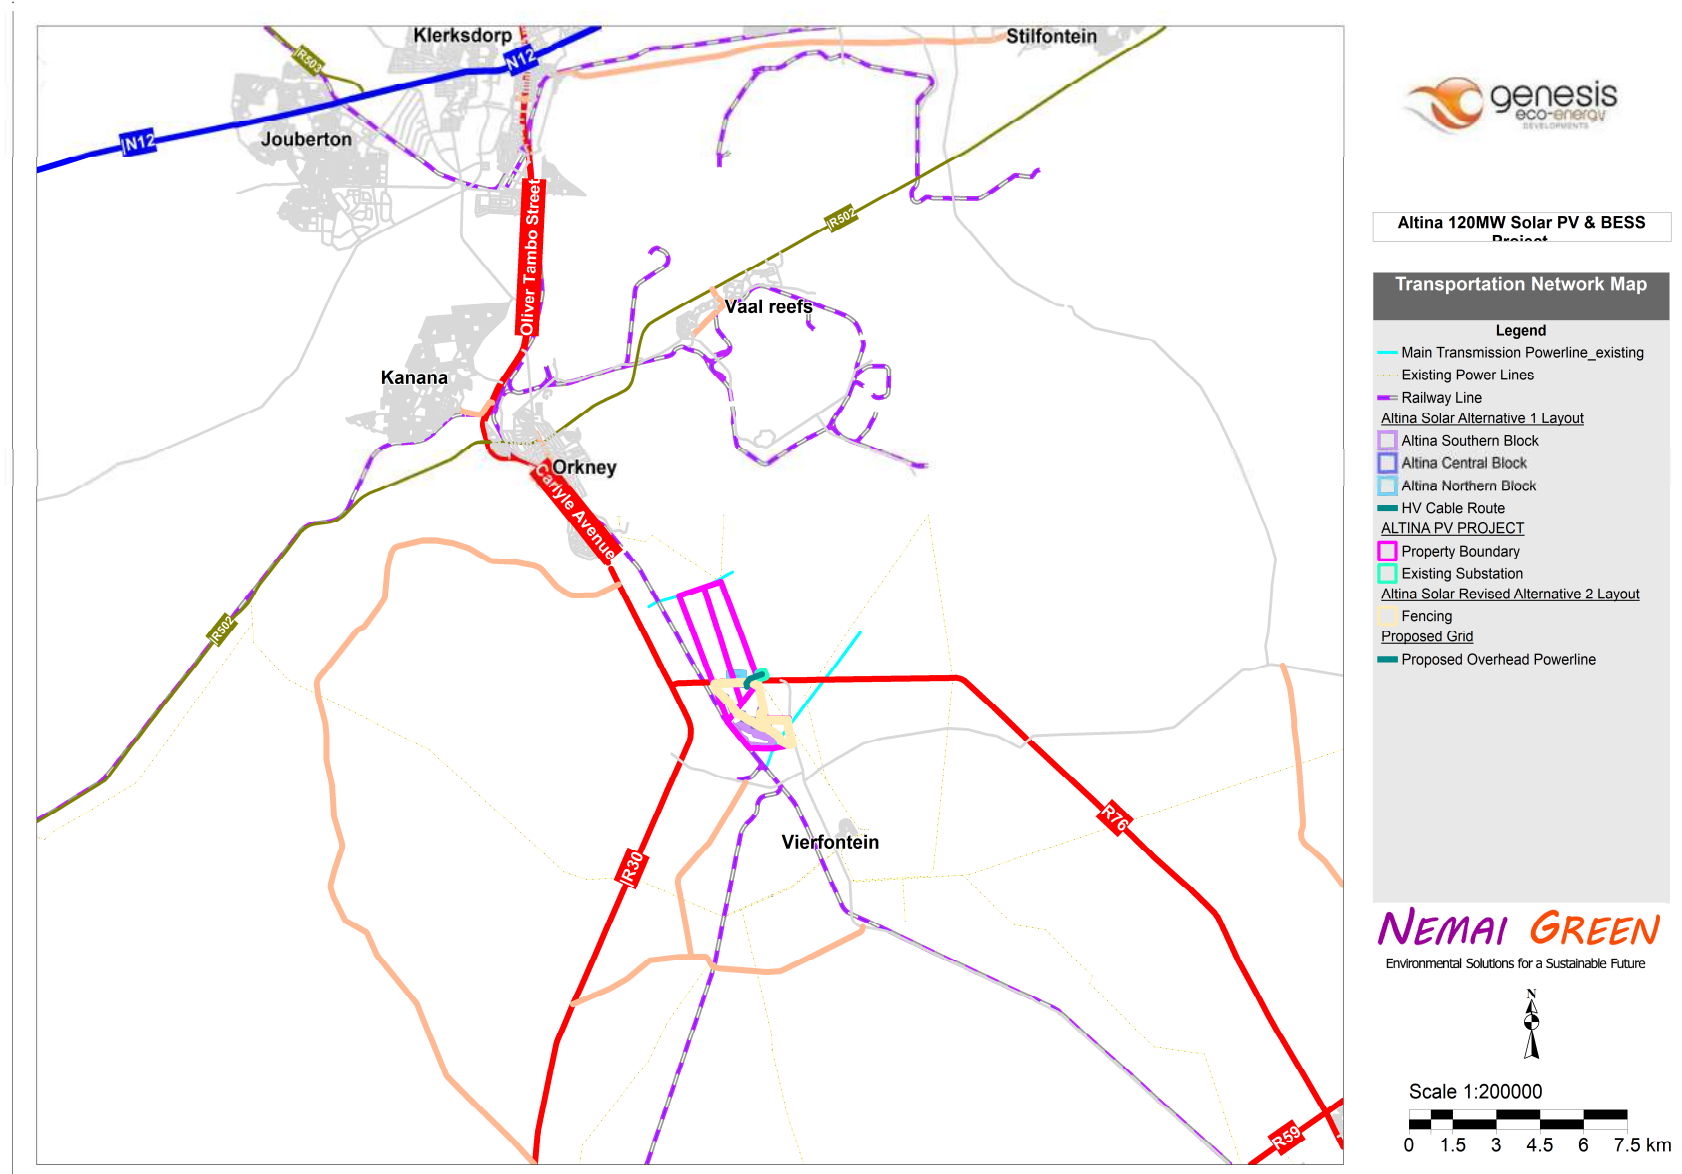 Klerksdorp
Stilfontein
R502
N12
N12
Jouberton
Oliver Tambo Street
R502
Vaal reefs
Kanana
Orkney
Carlyle Avenue
R502
R76
Vierfontein
R30
R59
genesis
eco-energy
DEVELOPMENTS
Altina 120MW Solar PV & BESS
Project
Transportation Network Map
Legend
Main Transmission Powerline_existing
Existing Power Lines
Railway Line
Altina Solar Alternative 1 Layout
Altina Southern Block
Altina Central Block
Altina Northern Block
HV Cable Route
ALTINA PV PROJECT
Property Boundary
Existing Substation
Altina Solar Revised Alternative 2 Layout
Fencing
Proposed Grid
Proposed Overhead Powerline
NEMAI GREEN
Environmental Solutions for a Sustainable Future
N
Scale 1:200000
0 1.5 3 4.5 6 7.5 km